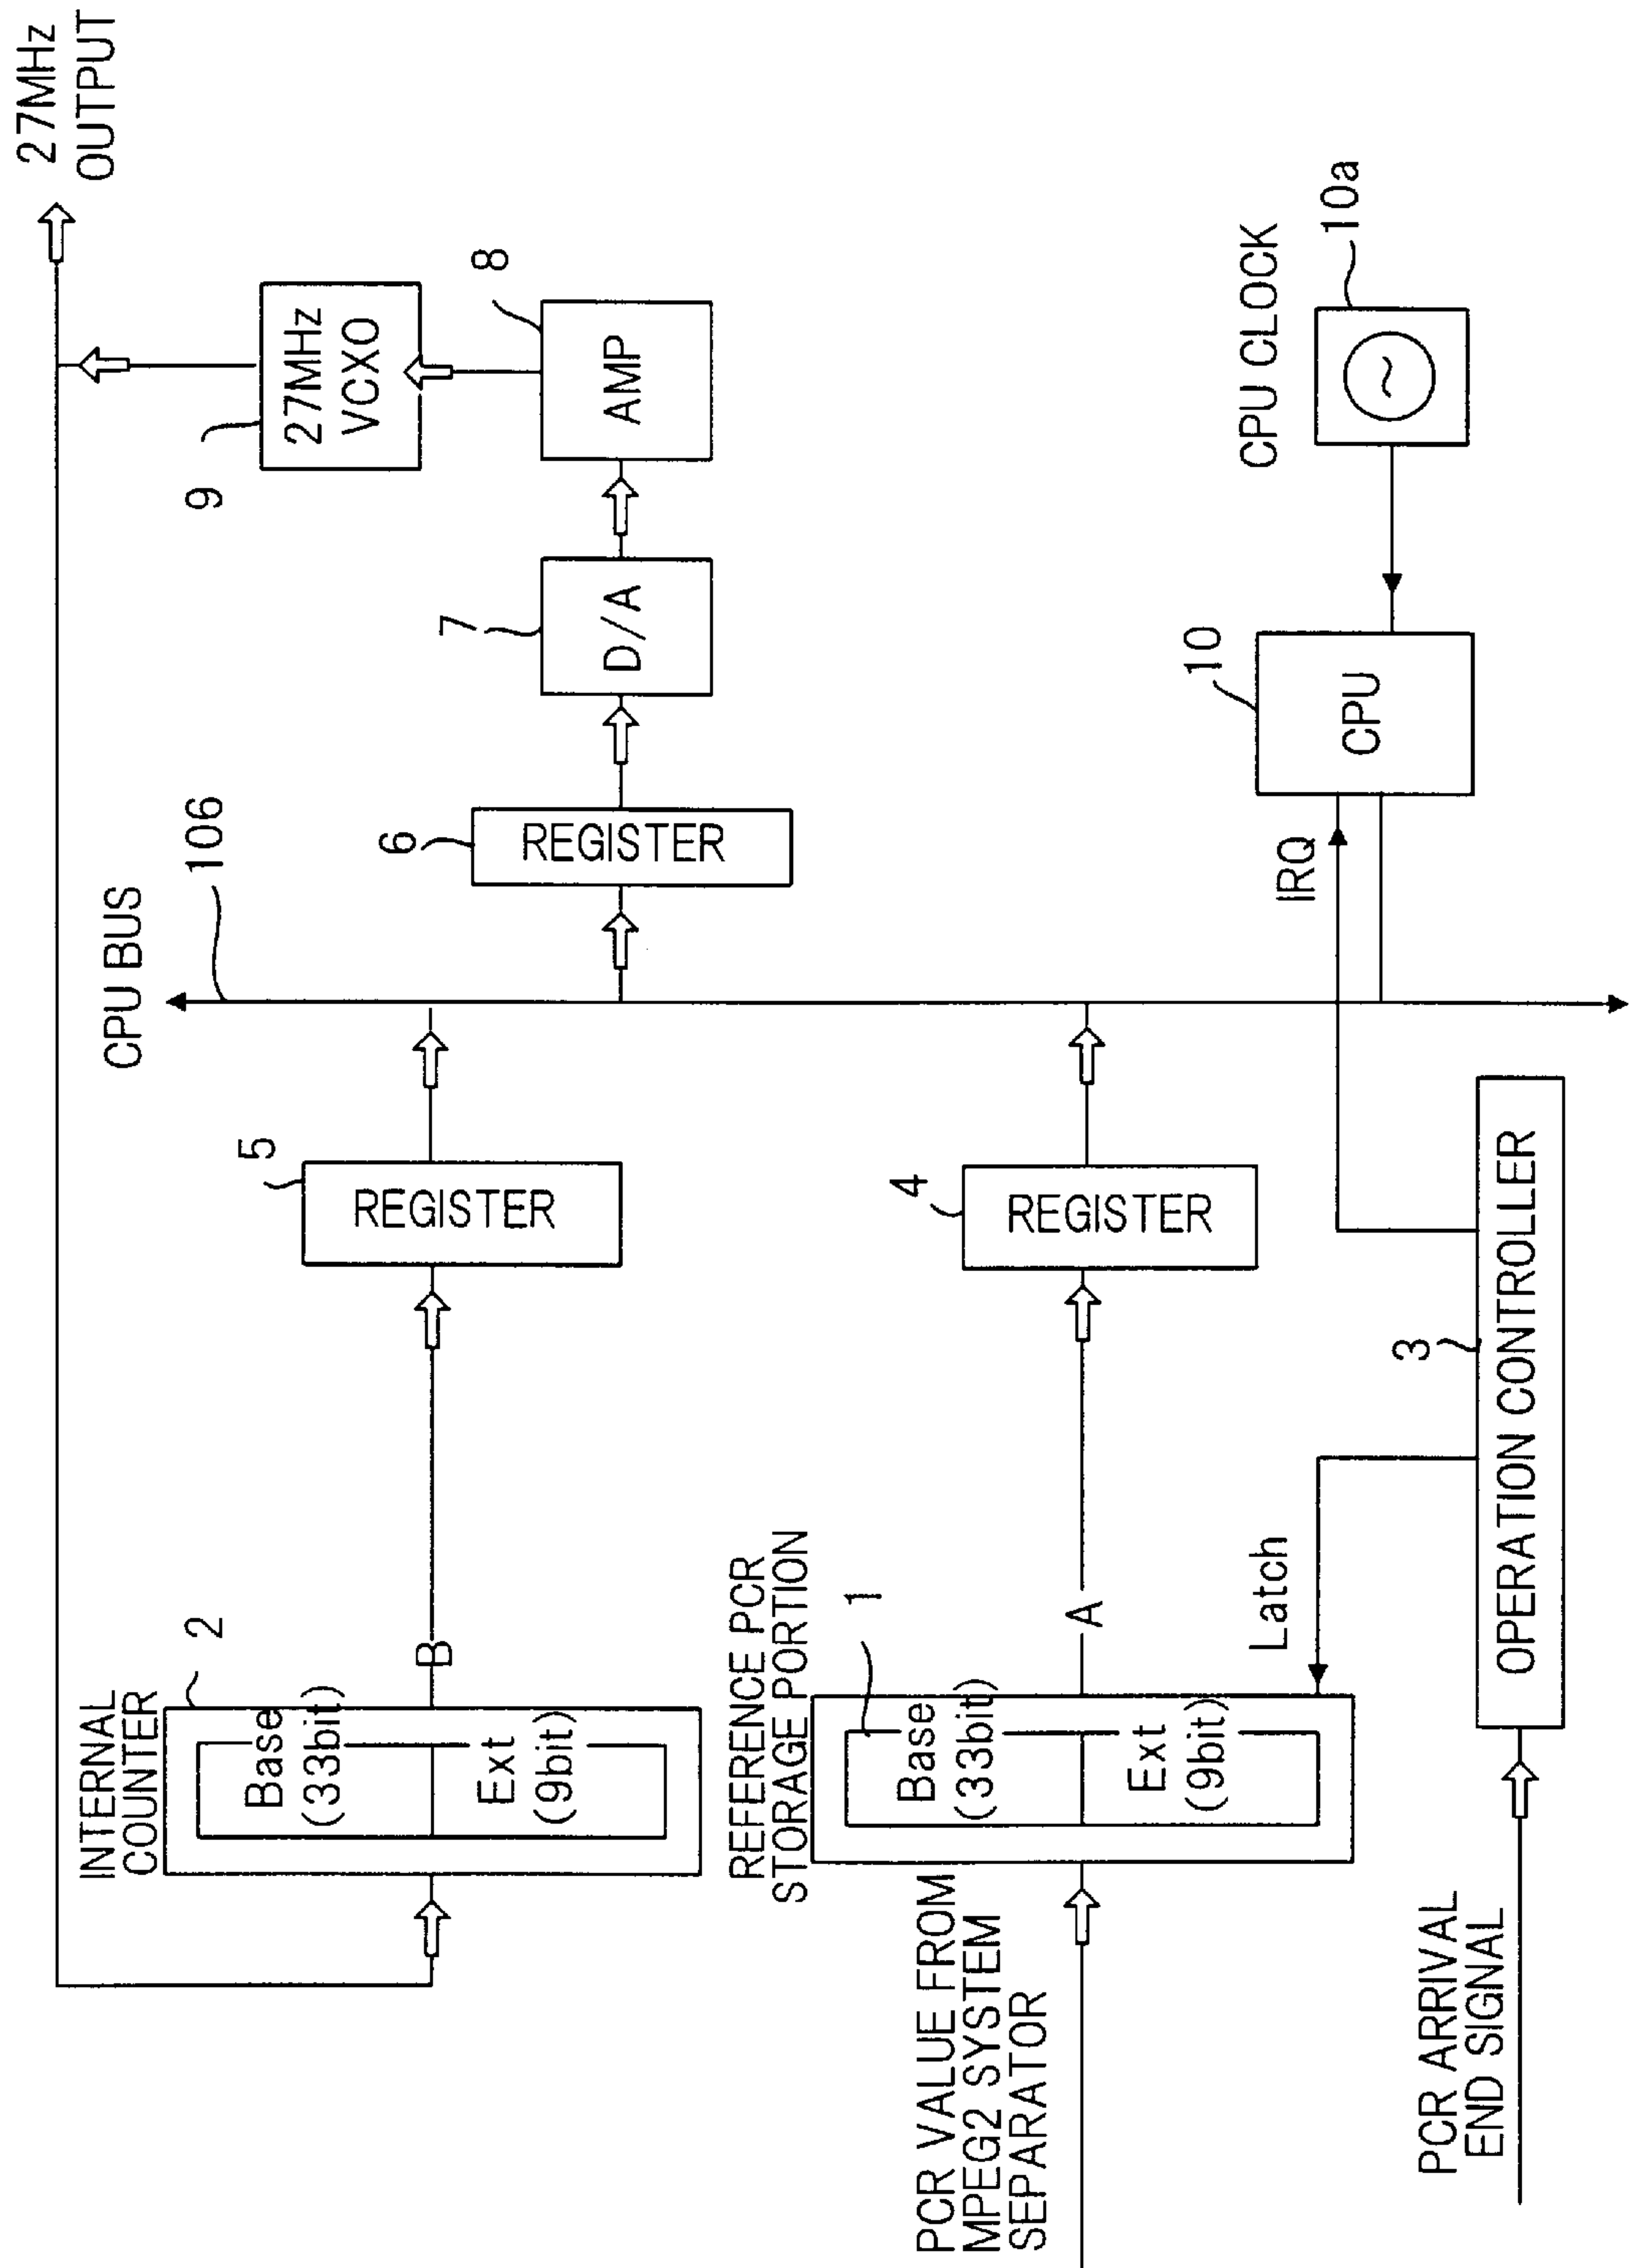 27MHz
OUTPUT
9
27MHz
VCXO
8
AMP
7
D/A
6
REGISTER
CPU BUS
106
5
REGISTER
INTERNAL
COUNTER
2
Base
(33bit)
Ext
(9bit)
B
REFERENCE PCR
STORAGE PORTION
1
Base
(33bit)
Ext
(9bit)
A
4
REGISTER
PCR VALUE FROM
MPEG2 SYSTEM
SEPARATOR
Latch
3
OPERATION CONTROLLER
PCR ARRIVAL
END SIGNAL
IRQ
10
CPU
CPU CLOCK
10a
~